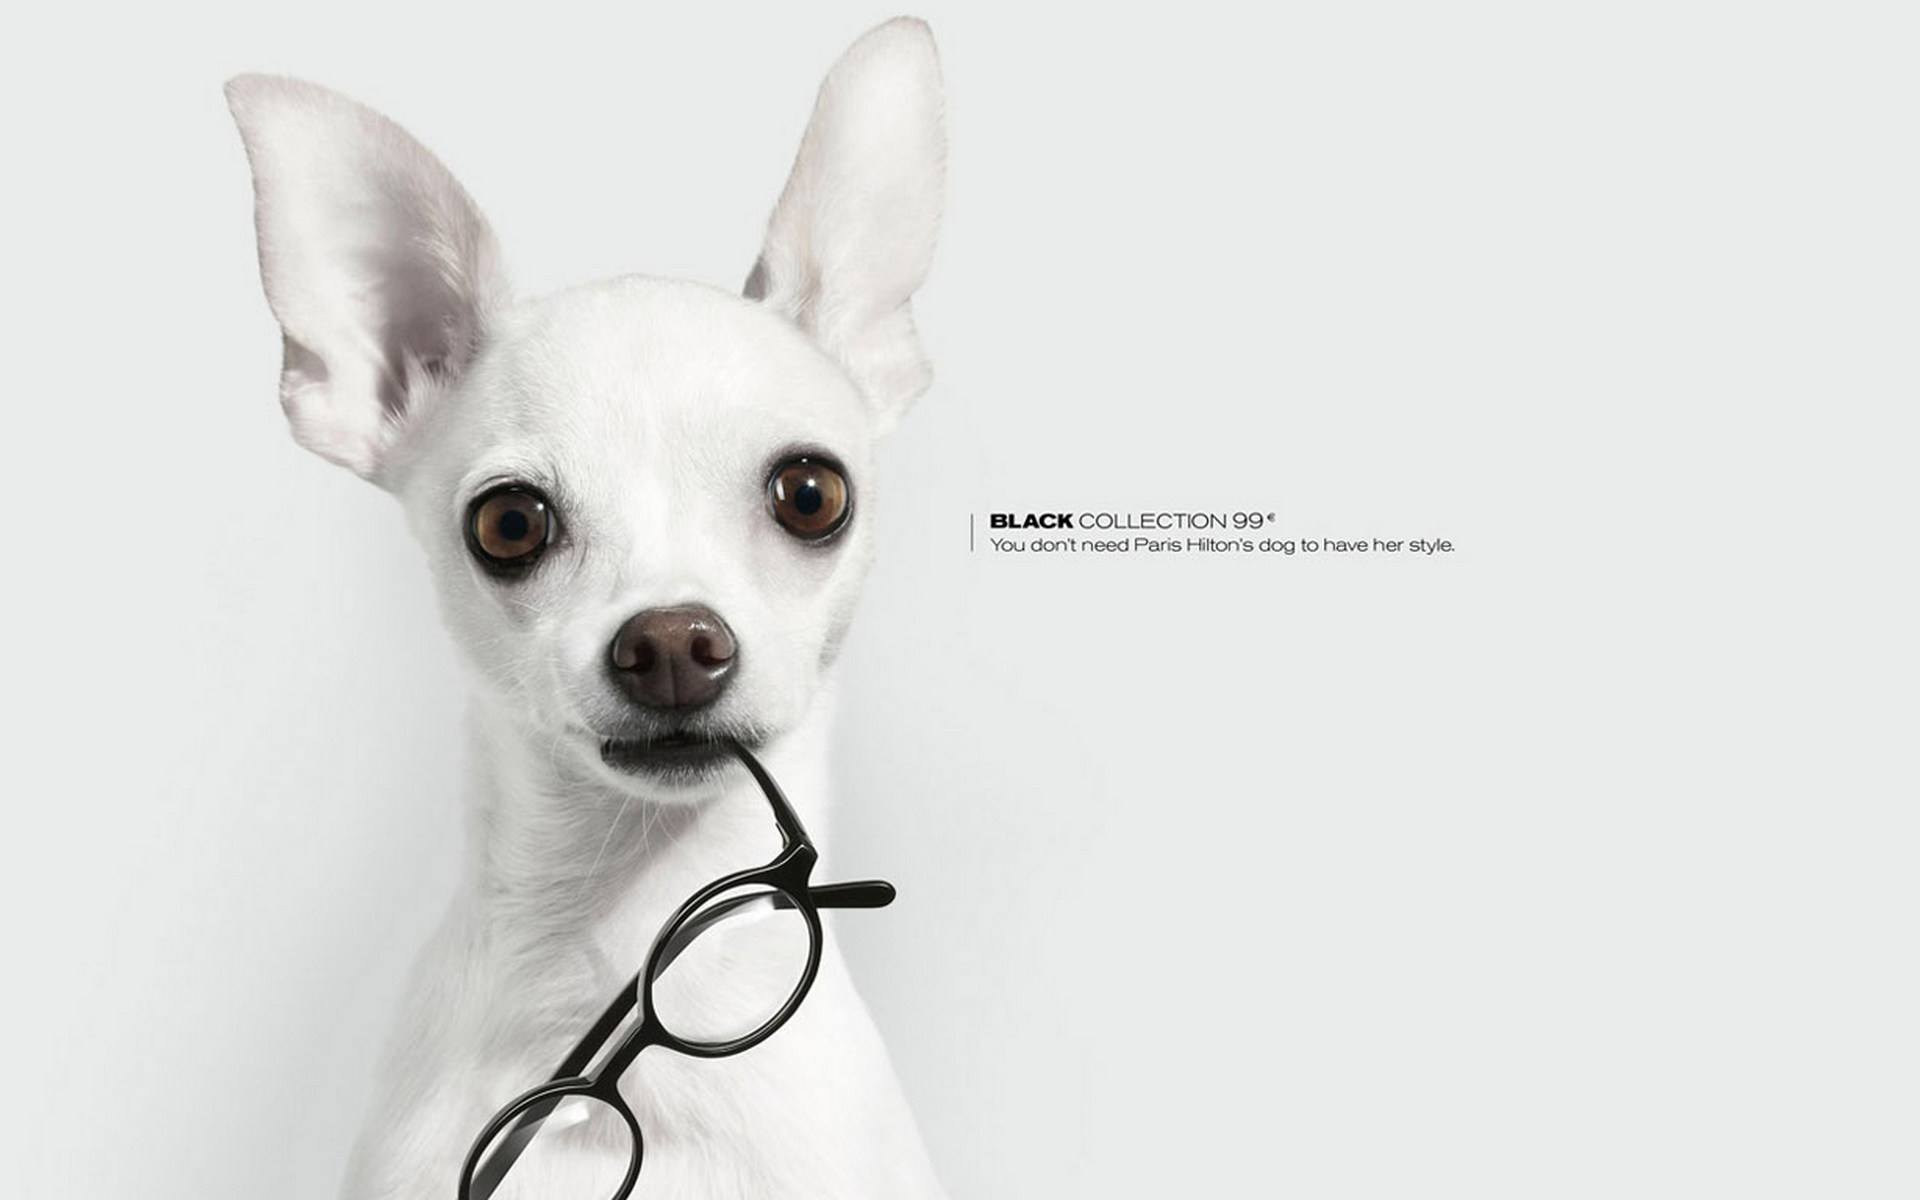 BLACK COLLECTION 99€
You don't need Paris Hilton's dog to have her style.